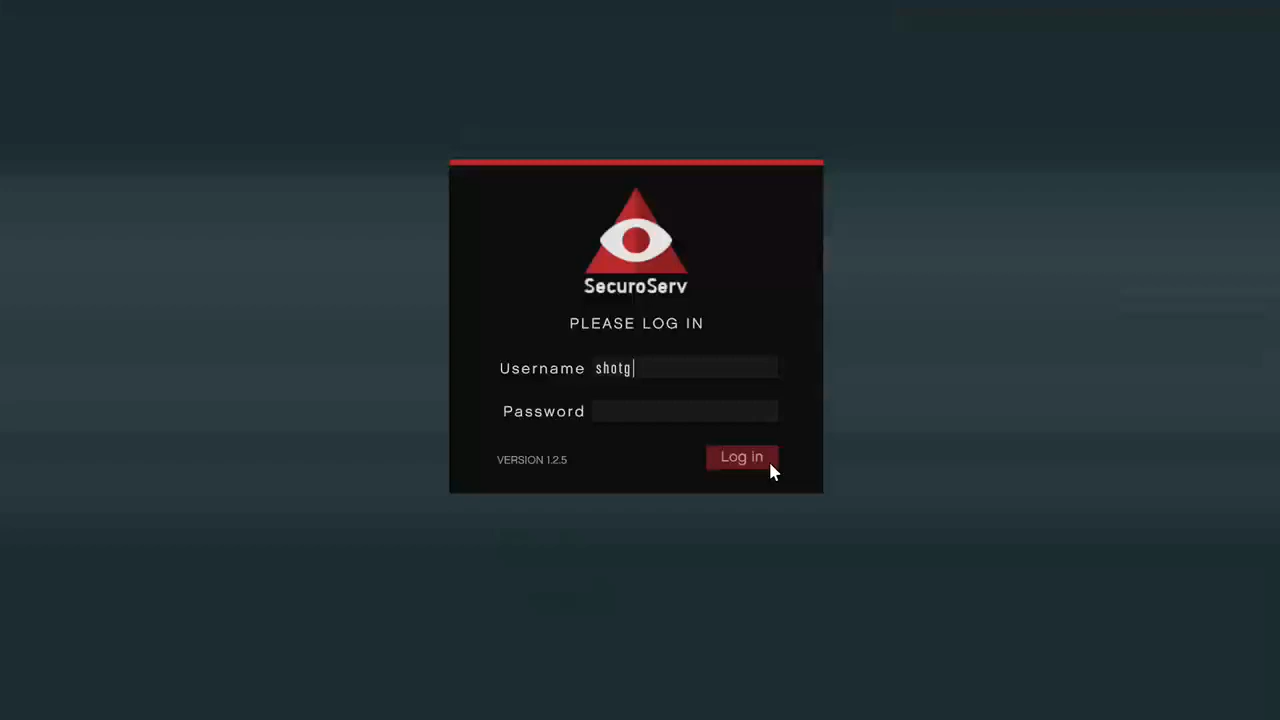 SecuroServ
PLEASE LOG IN
Username shotg
Password
VERSION 1.2.5 Log in